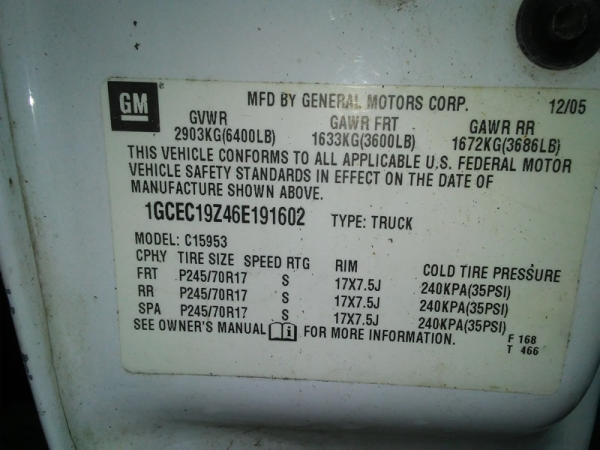 GM
MFD BY GENERAL MOTORS CORP. 12/05
GVWR GAWR FRT GAWR RR
2903KG(6400LB) 1633KG(3600LB) 1672KG(3686LB)
THIS VEHICLE CONFORMS TO ALL APPLICABLE U.S. FEDERAL MOTOR
VEHICLE SAFETY STANDARDS IN EFFECT ON THE DATE OF
MANUFACTURE SHOWN ABOVE.
1GCEC19Z46E191602 TYPE: TRUCK
MODEL: C15953
CPHY TIRE SIZE SPEED RTG RIM COLD TIRE PRESSURE
FRT P245/70R17 S 17X7.5J 240KPA(35PSI)
RR P245/70R17 S 17X7.5J 240KPA(35PSI)
SPA P245/70R17 S 17X7.5J 240KPA(35PSI)
SEE OWNER'S MANUAL i FOR MORE INFORMATION. F 168
T 466